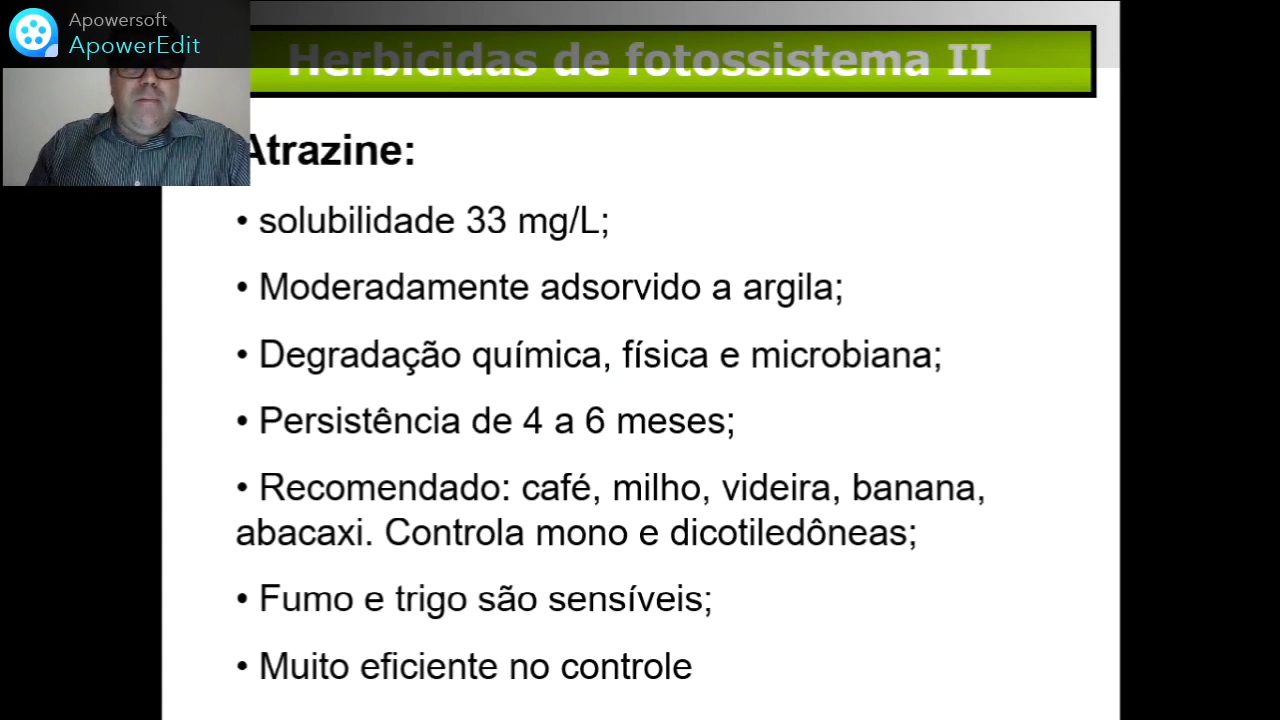 Apowersoft
ApowerEdit
Herbicidas de fotossistema II
Atrazine:
• solubilidade 33 mg/L;
• Moderadamente adsorvido a argila;
• Degradação química, física e microbiana;
• Persistência de 4 a 6 meses;
• Recomendado: café, milho, videira, banana,
abacaxi. Controla mono e dicotiledôneas;
• Fumo e trigo são sensíveis;
• Muito eficiente no controle